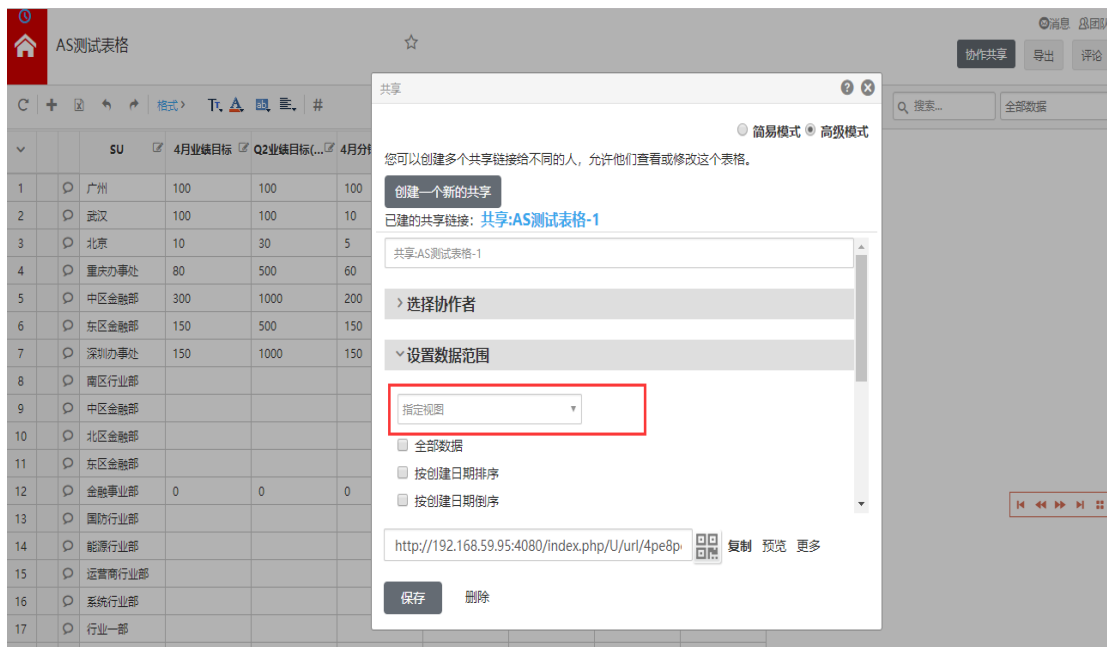 消息 团队
AS测试表格
协作共享 导出 评论
格式
搜索...
全部数据
SU 4月业绩目标 Q2业绩目标(... 4月分
1 广州 100 100 100
2 武汉 100 100 10
3 北京 10 30 5
4 重庆办事处 80 500 60
5 中区金融部 300 1000 200
6 东区金融部 150 500 150
7 深圳办事处 150 1000 150
8 南区行业部
9 中区金融部
10 北区金融部
11 东区金融部
12 金融事业部 0 0 0
13 国防行业部
14 能源行业部
15 运营商行业部
16 系统行业部
17 行业一部
共享
简易模式 高级模式
您可以创建多个共享链接给不同的人，允许他们查看或修改这个表格。
创建一个新的共享
已建的共享链接：共享:AS测试表格-1
共享:AS测试表格-1
选择协作者
设置数据范围
指定视图
全部数据
按创建日期排序
按创建日期倒序
http://192.168.59.95:4080/index.php/U/url/4pe8p
复制 预览 更多
保存 删除